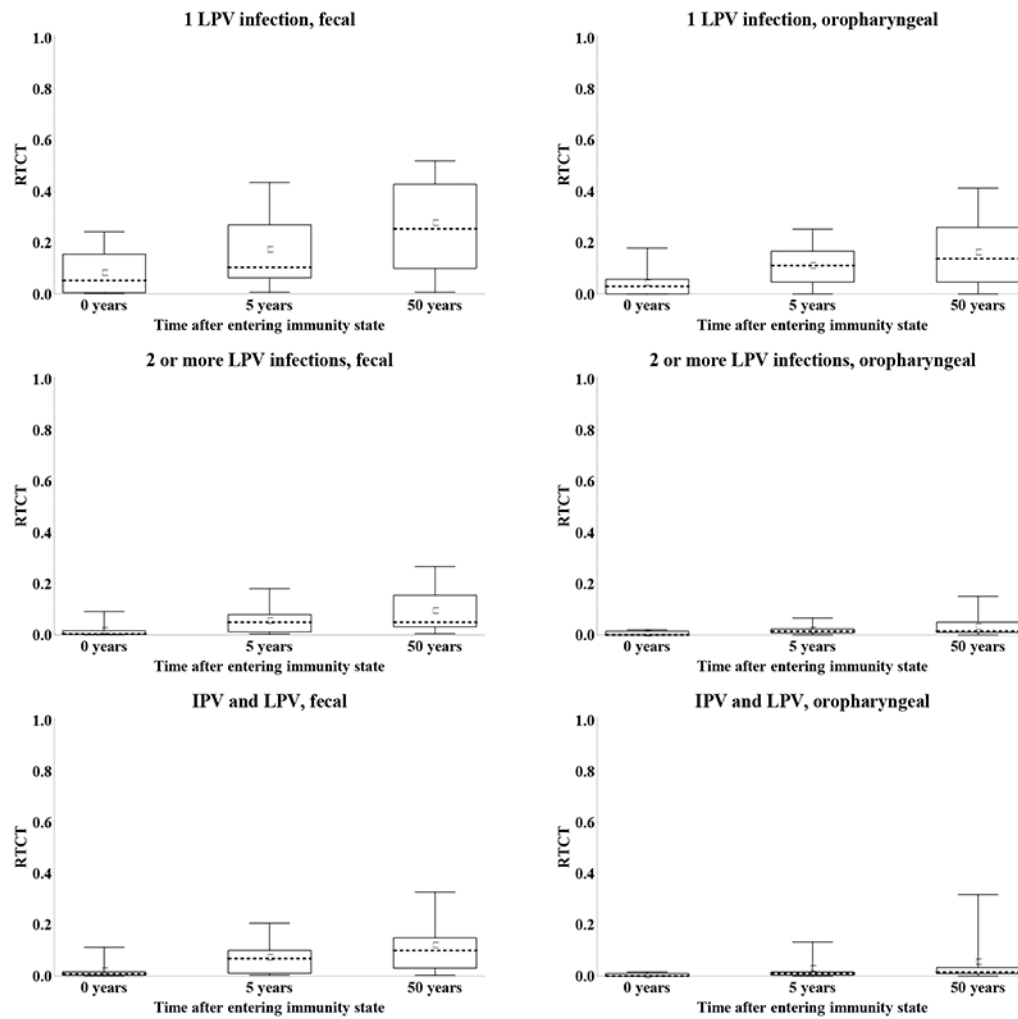 1 LPV infection, fecal
1.0
0.8
0.6
0.4
0.2
0.0
RTCT
0 years 5 years 50 years
Time after entering immunity state
1 LPV infection, oropharyngeal
1.0
0.8
0.6
0.4
0.2
0.0
RTCT
0 years 5 years 50 years
Time after entering immunity state
2 or more LPV infections, fecal
1.0
0.8
0.6
0.4
0.2
0.0
RTCT
0 years 5 years 50 years
Time after entering immunity state
2 or more LPV infections, oropharyngeal
1.0
0.8
0.6
0.4
0.2
0.0
RTCT
0 years 5 years 50 years
Time after entering immunity state
IPV and LPV, fecal
1.0
0.8
0.6
0.4
0.2
0.0
RTCT
0 years 5 years 50 years
Time after entering immunity state
IPV and LPV, oropharyngeal
1.0
0.8
0.6
0.4
0.2
0.0
RTCT
0 years 5 years 50 years
Time after entering immunity state